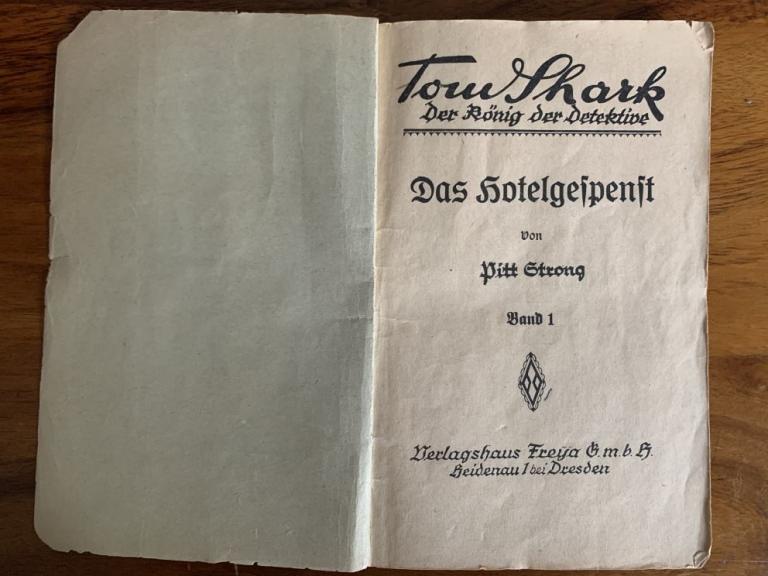 Tom Shark
Der König der Detektive
Das Hotelgespenst
von
Pitt Strong
Band 1
Verlagshaus Freya G.m.b.H.
Heidenau 1 bei Dresden